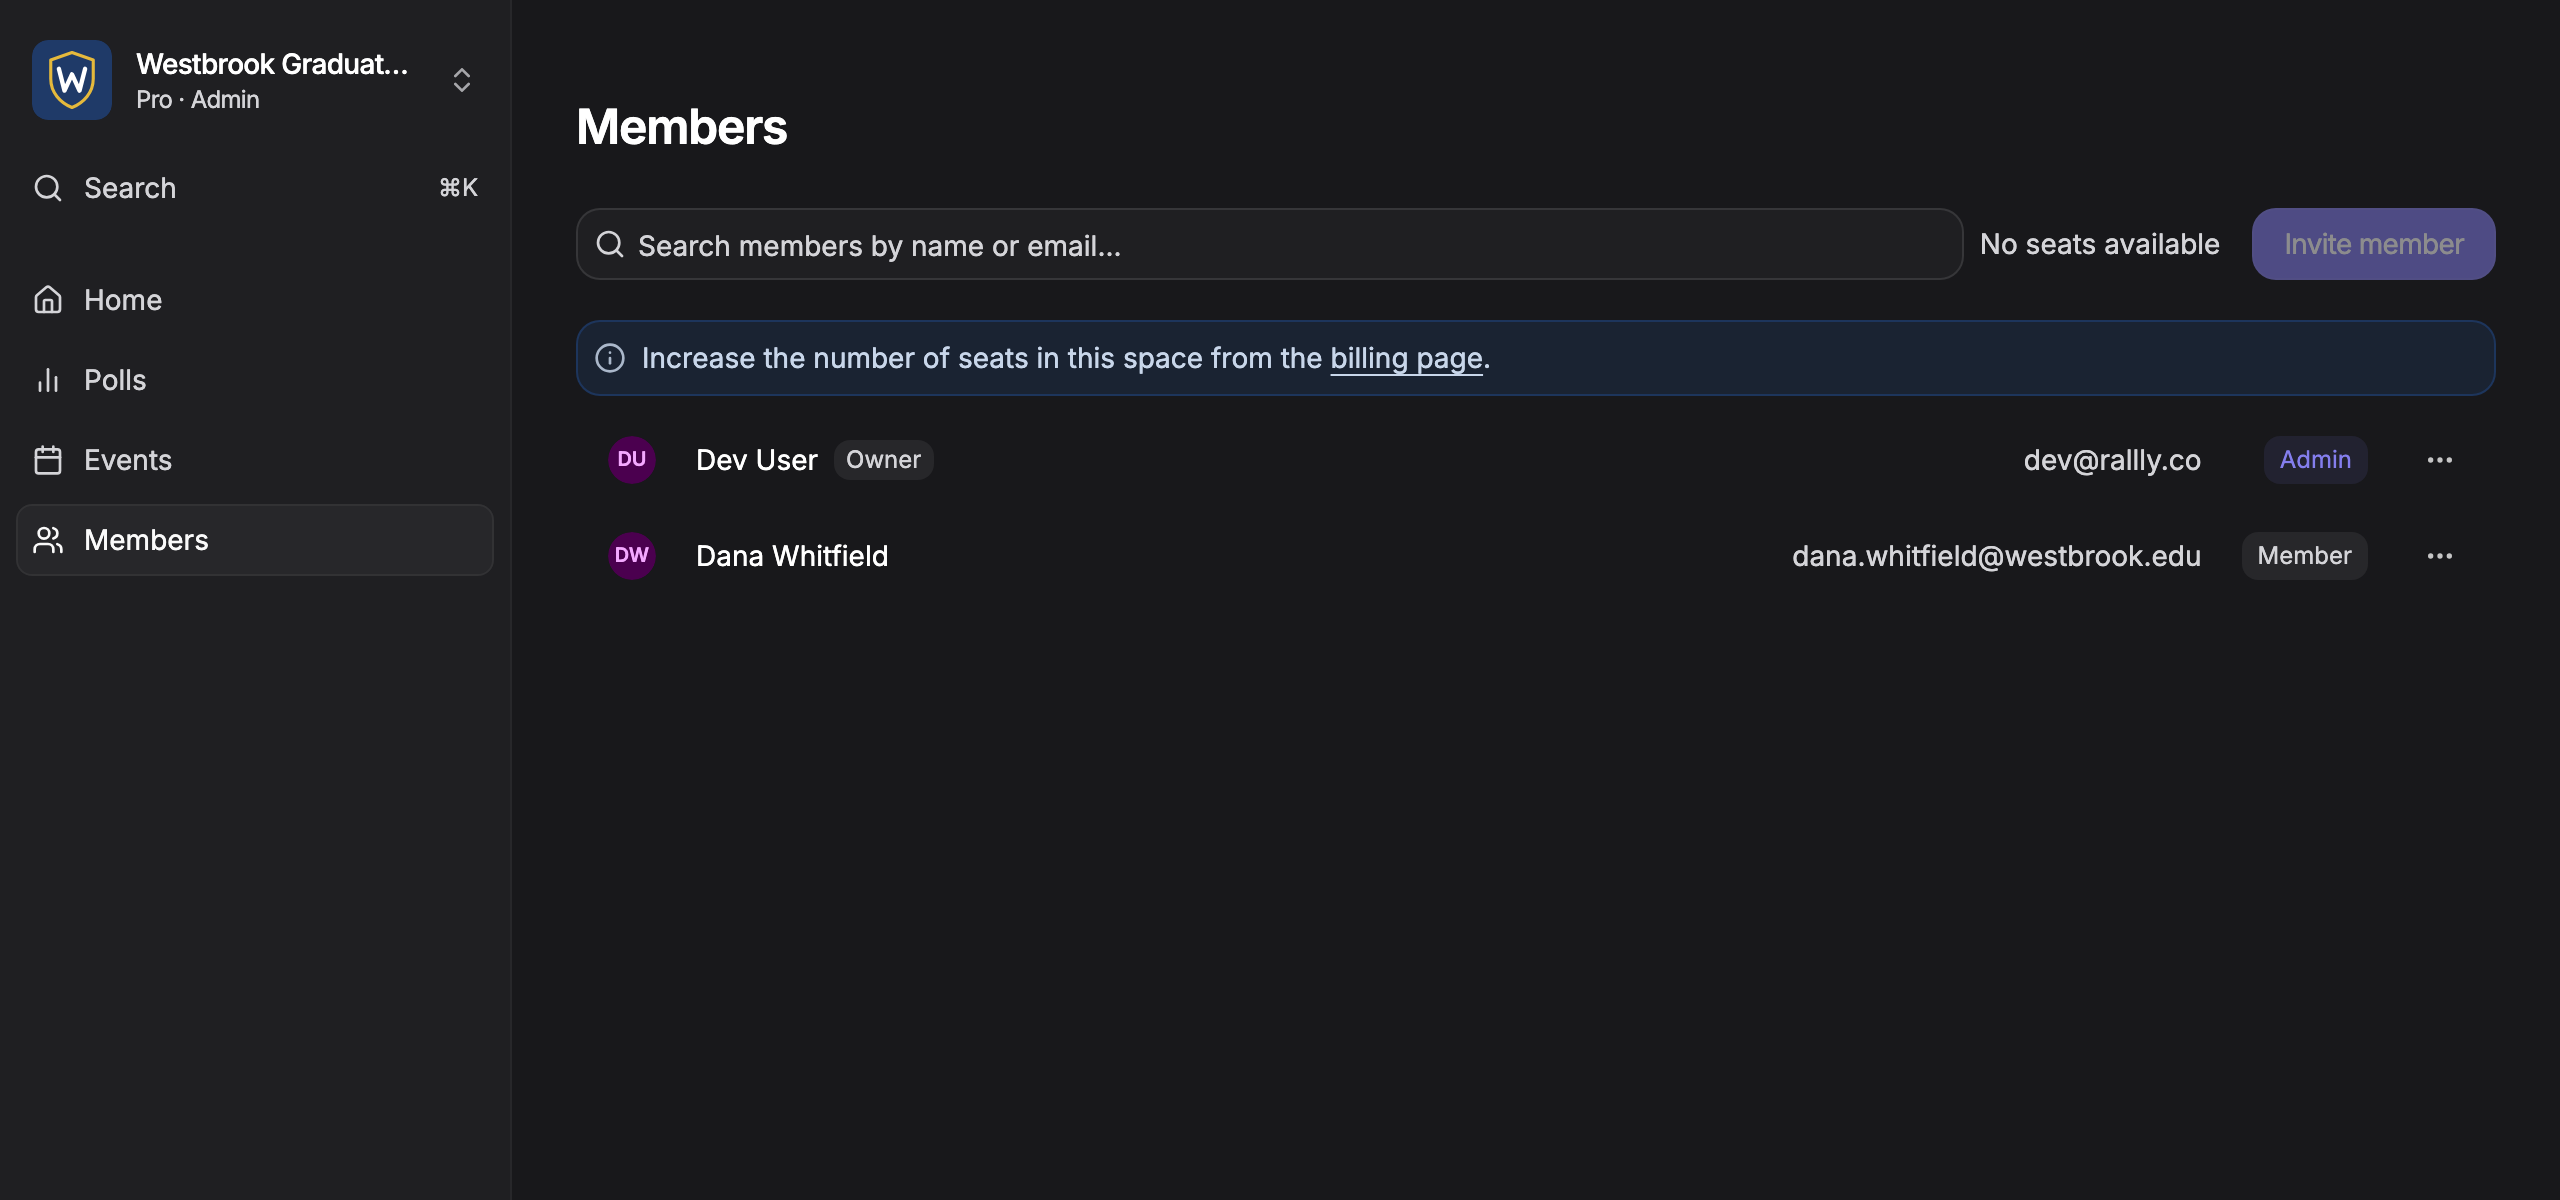 W
Westbrook Graduat...
Pro · Admin
Search ⌘K
Home
Polls
Events
Members
Members
Search members by name or email...
No seats available
Invite member
Increase the number of seats in this space from the billing page.
DU Dev User Owner dev@rallly.co Admin
DW Dana Whitfield dana.whitfield@westbrook.edu Member